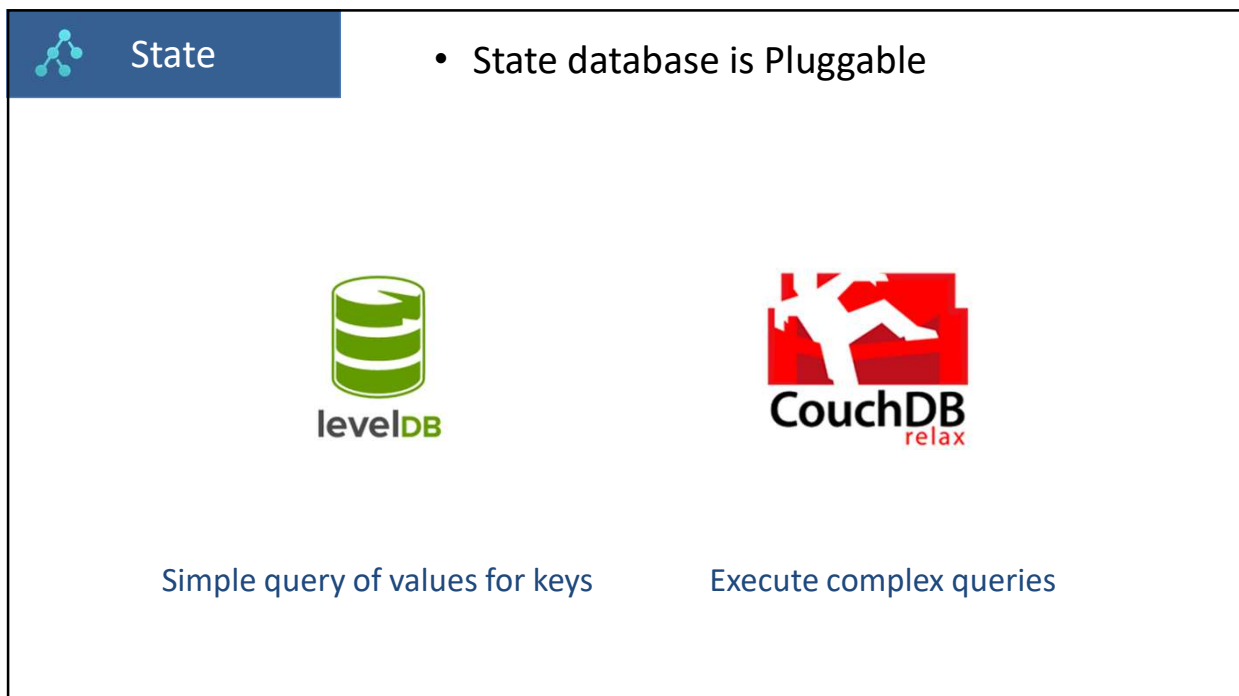 State
• State database is Pluggable
levelDB
CouchDB
relax
Simple query of values for keys
Execute complex queries